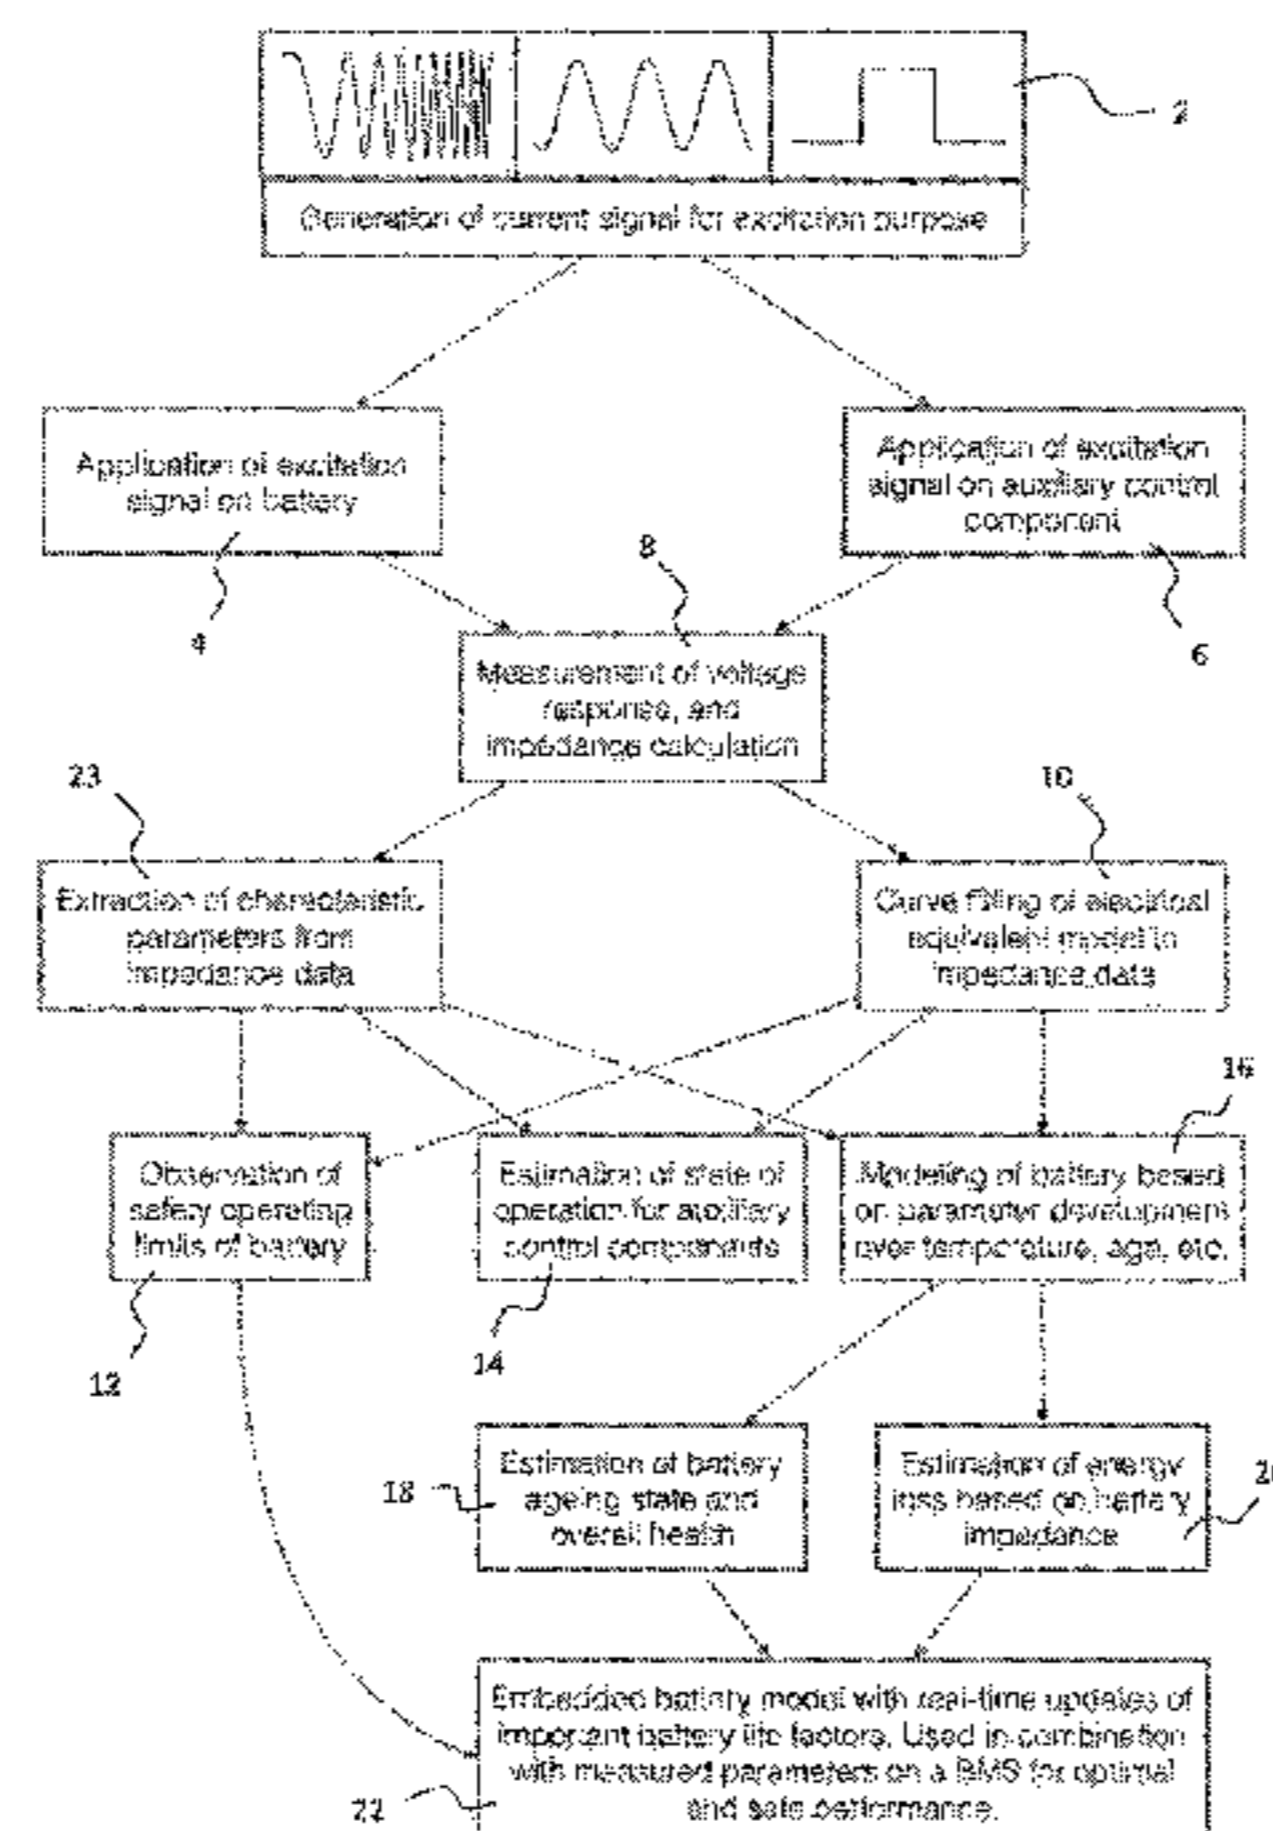 2
Generation of current signal for excitation purpose
Application of excitation
signal on battery
Application of excitation
signal on auxiliary control
component
8
4
6
Measurement of voltage
response, and
impedance calculation
23
10
Extraction of characteristic
parameters from
impedance data
Curve fitting of electrical
equivalent model to
impedance data
16
Observation of
safety operating
limits of battery
Estimation of state of
operation for auxiliary
control components
Modeling of battery based
on parameter development
over temperature, age, etc.
14
12
Estimation of battery
ageing state and
overall health
Estimation of energy
loss based on battery
impedance
18
Embedded battery model with real-time updates of
important battery life factors. Used in combination
with measured parameters on a BMS for optimal
and safe performance.
22